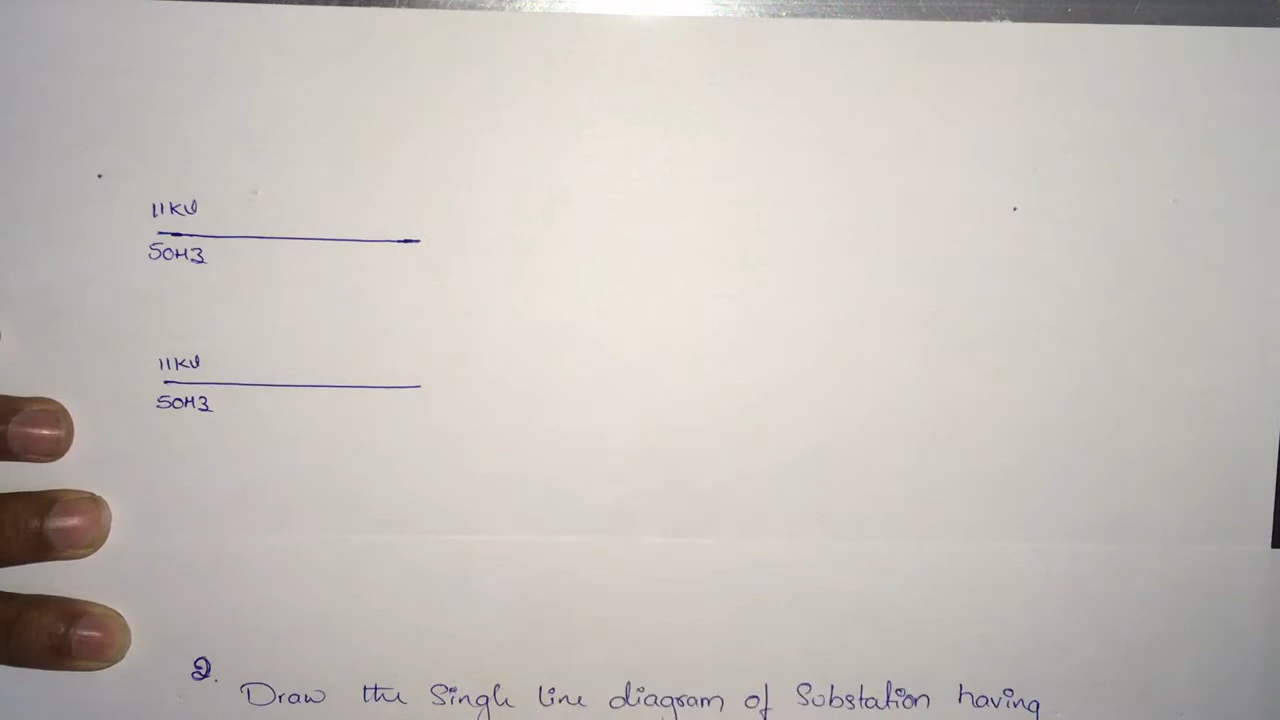 11KV
50HZ
11KV
50HZ
2.
Draw the Single line diagram of Substation having